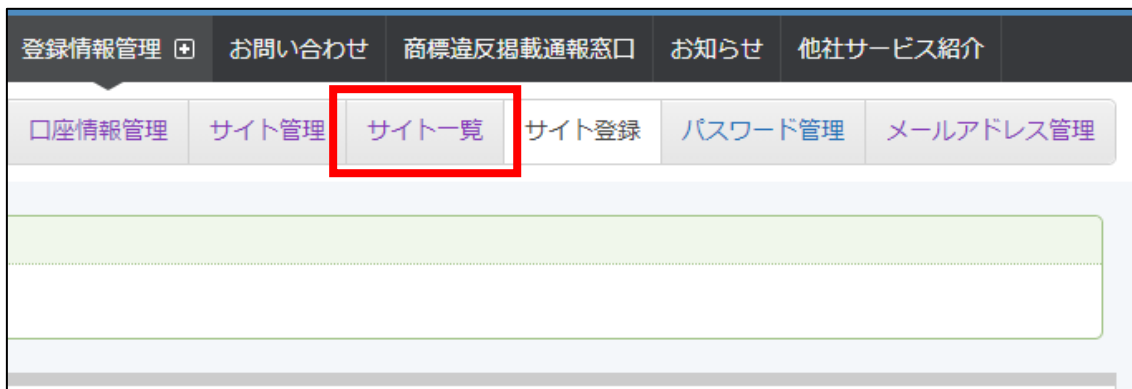 登録情報管理 お問い合わせ 商標違反掲載通報窓口 お知らせ 他社サービス紹介
口座情報管理 サイト管理 サイト一覧 サイト登録 パスワード管理 メールアドレス管理